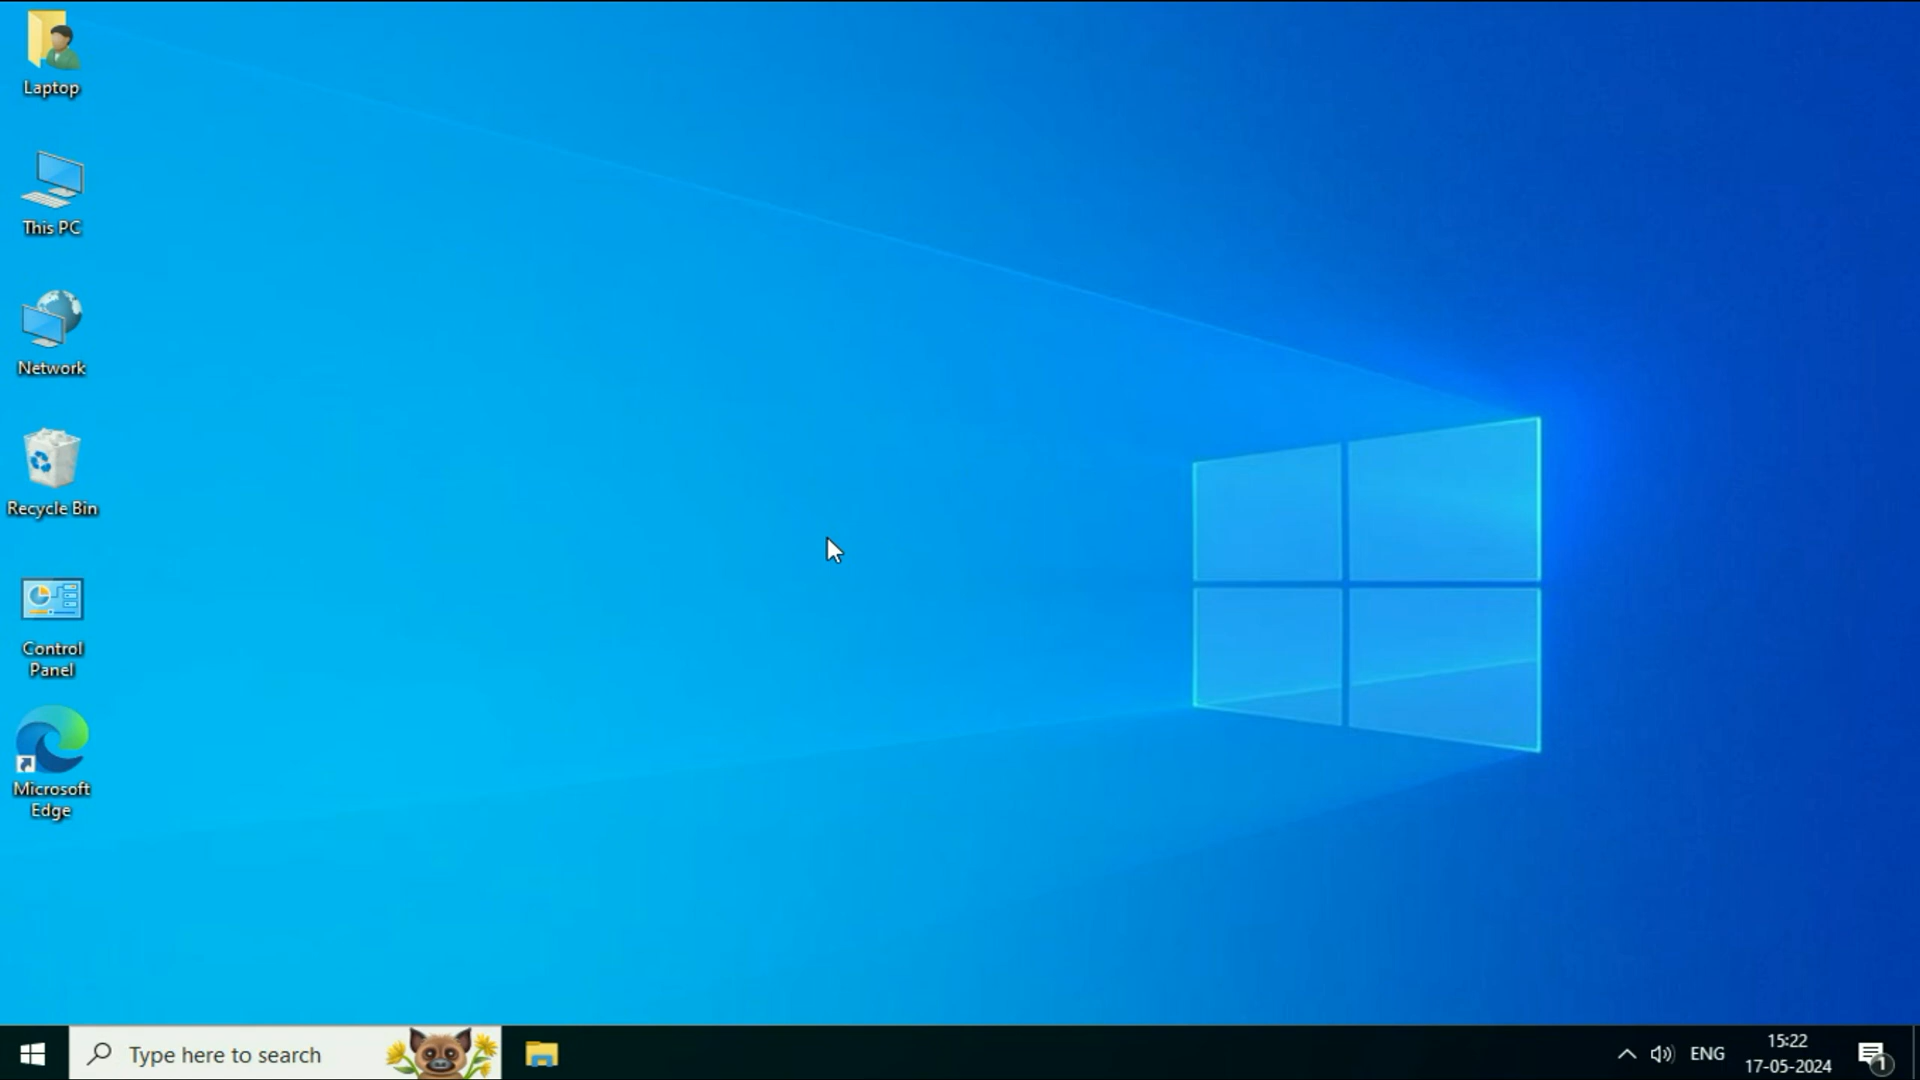 Laptop
This PC
Network
Recycle Bin
Control
Panel
Microsoft
Edge
Type here to search
ENG
15:22
17-05-2024
1